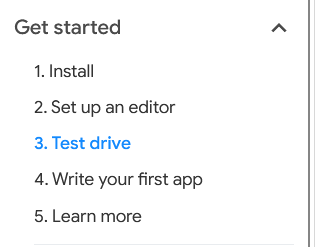 Get started
1. Install
2. Set up an editor
3. Test drive
4. Write your first app
5. Learn more